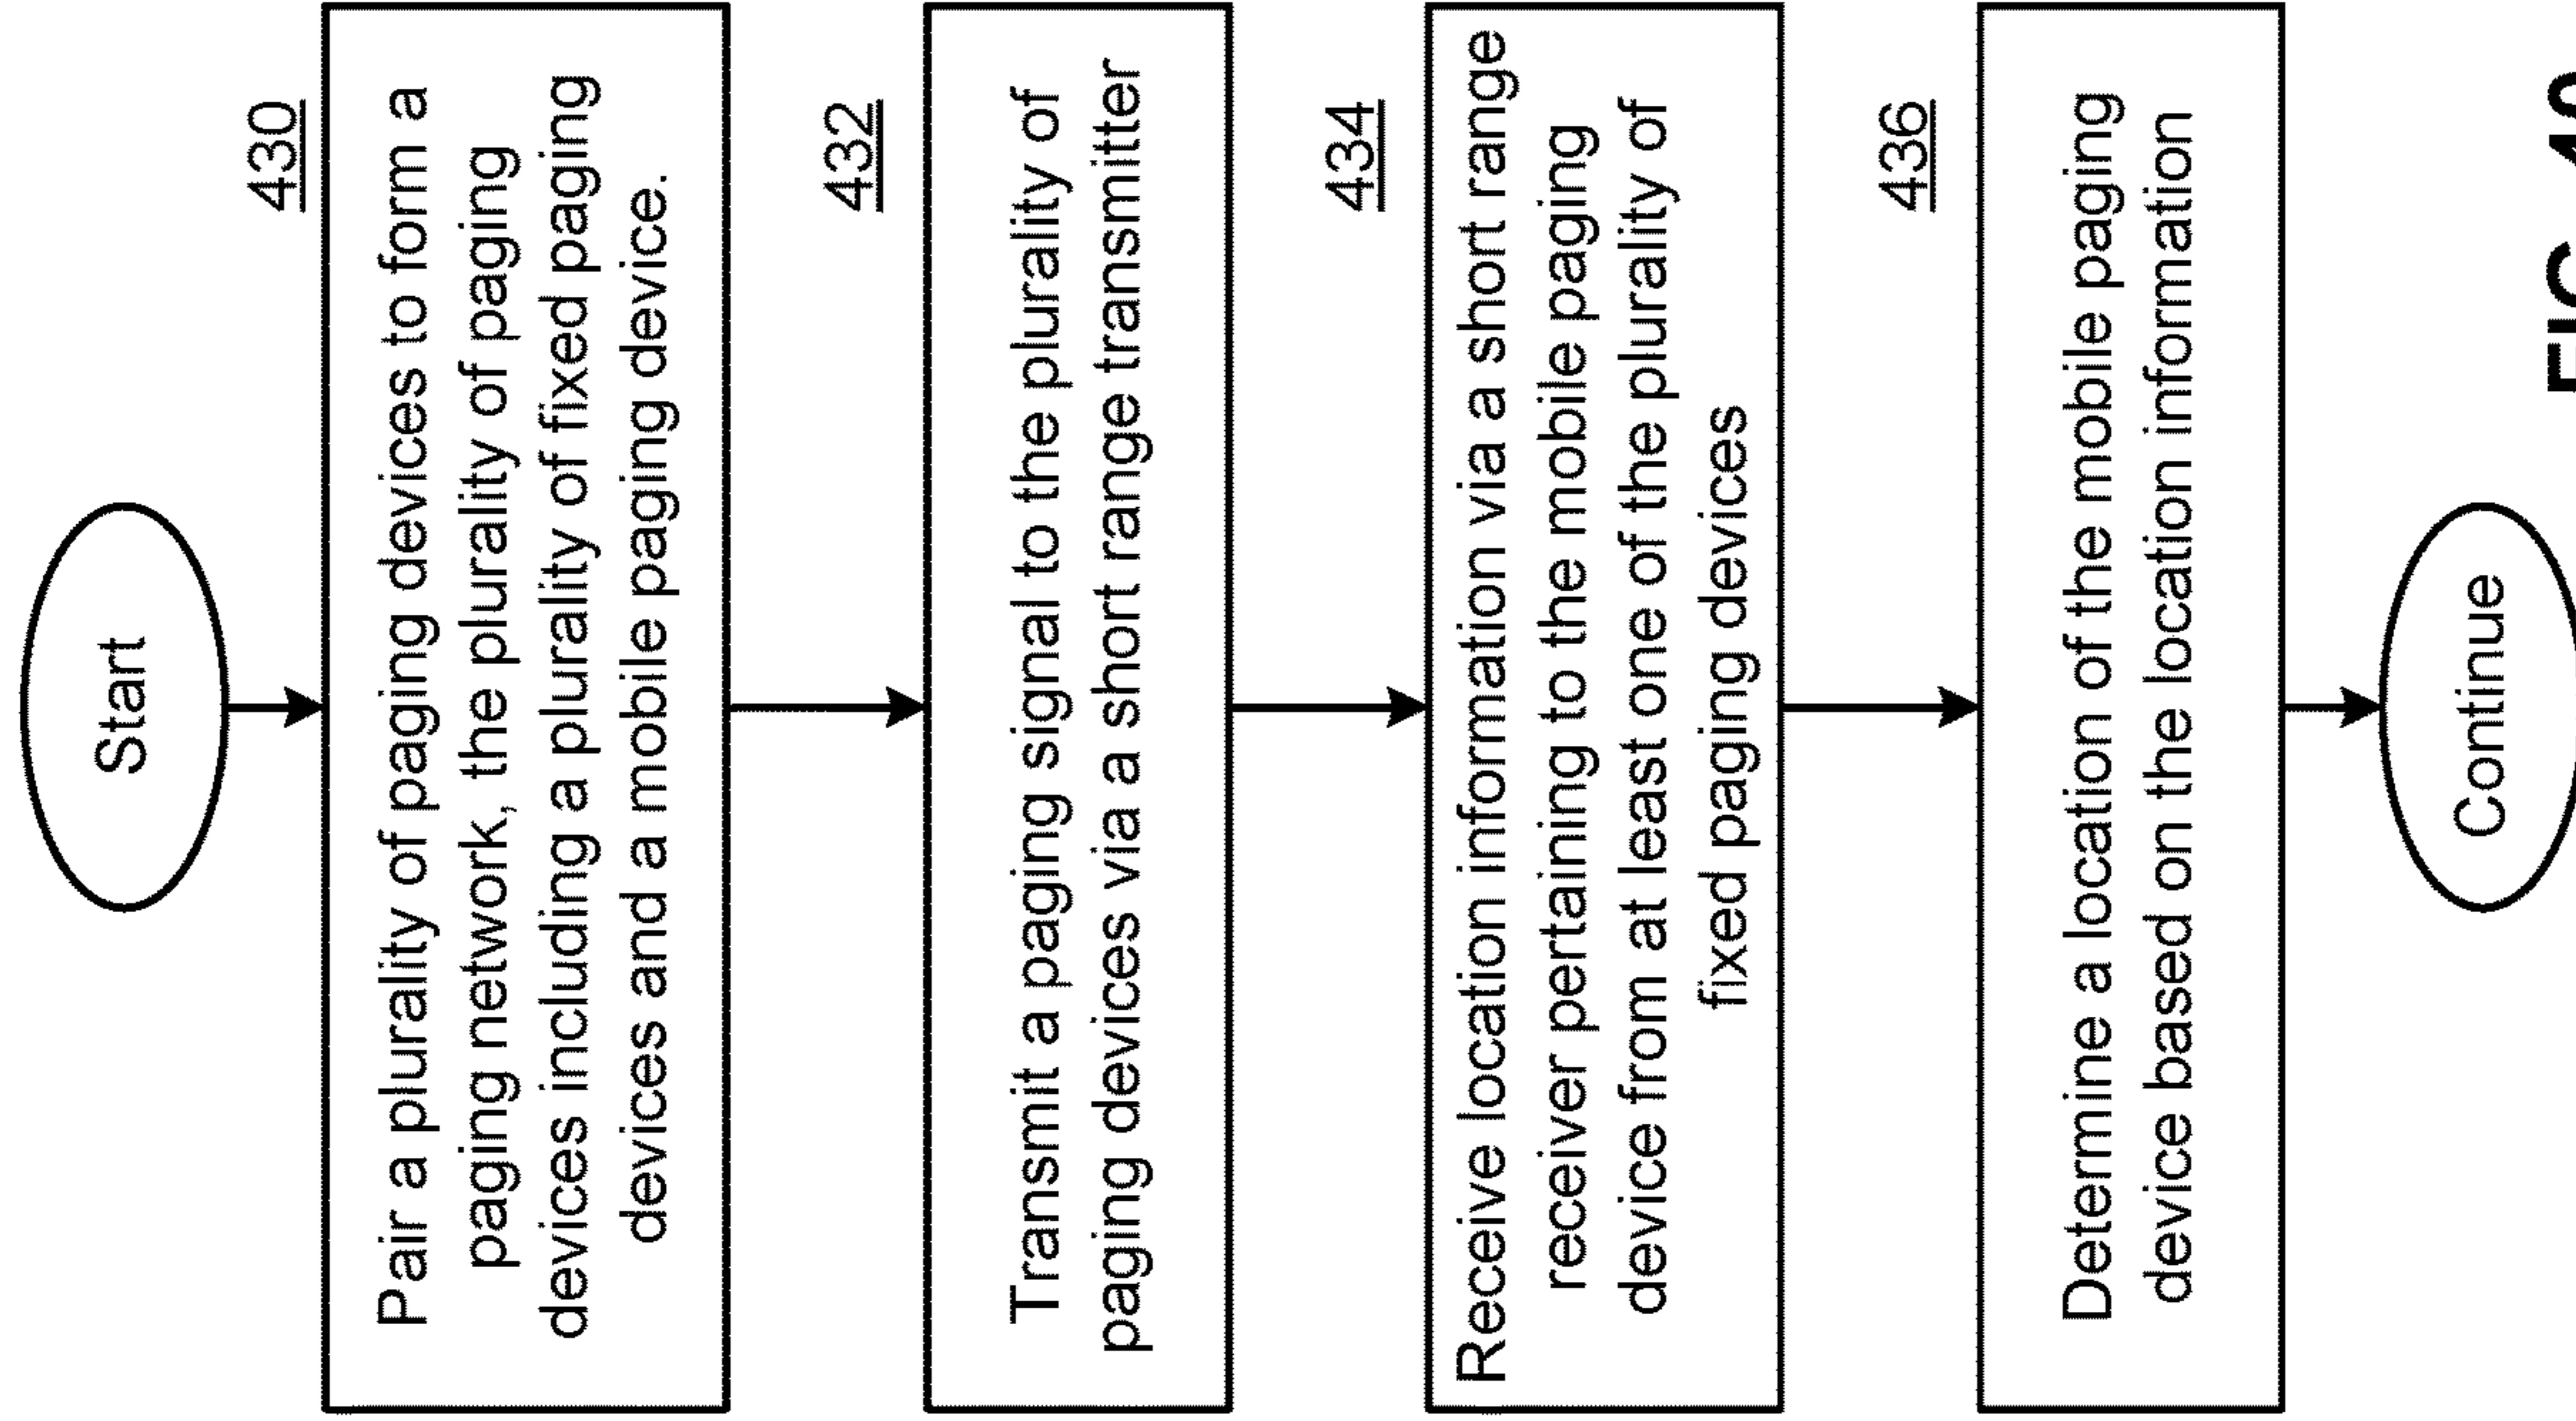 Start
430
Pair a plurality of paging devices to form a
paging network, the plurality of paging
devices including a plurality of fixed paging
devices and a mobile paging device.
432
Transmit a paging signal to the plurality of
paging devices via a short range transmitter
434
Receive location information via a short range
receiver pertaining to the mobile paging
device from at least one of the plurality of
fixed paging devices
436
Determine a location of the mobile paging
device based on the location information
Continue
FIG